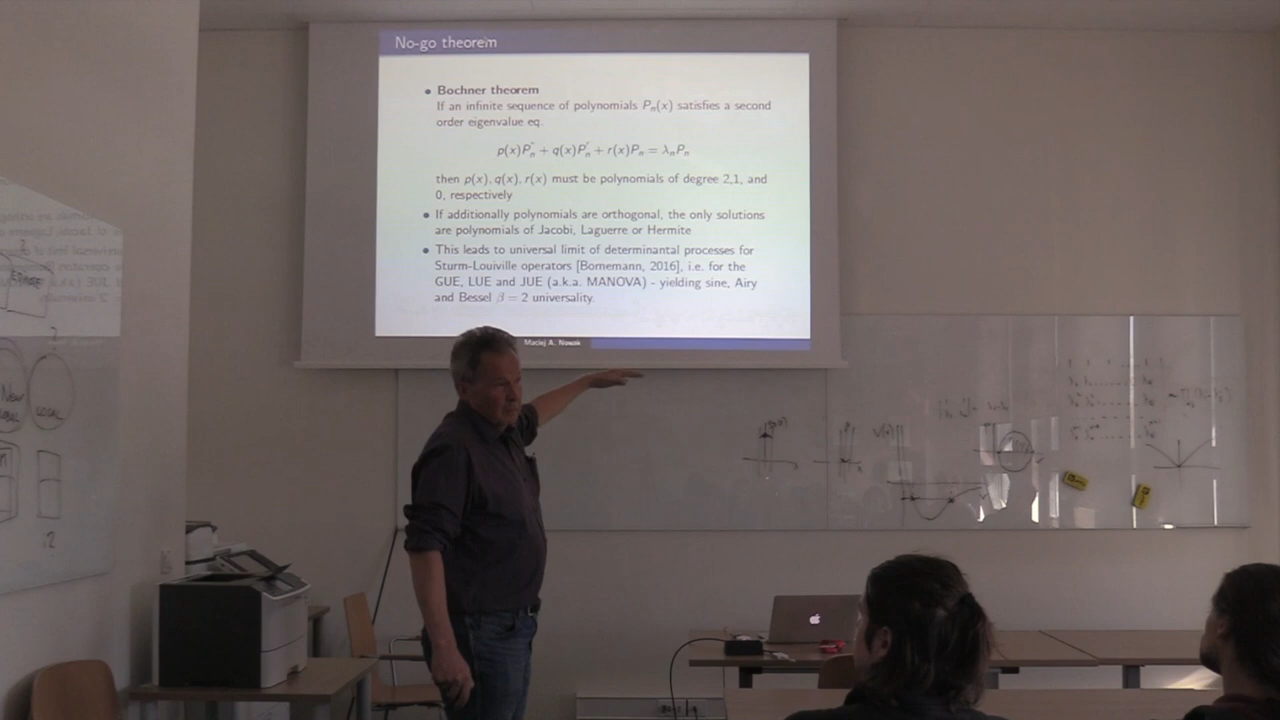 No-go theorem
Bochner theorem
If an infinite sequence of polynomials Pₙ(x) satisfies a second
order eigenvalue eq.
p(x)Pₙ″ + q(x)Pₙ′ + r(x)Pₙ = λₙPₙ
then p(x), q(x), r(x) must be polynomials of degree 2,1, and
0, respectively
If additionally polynomials are orthogonal, the only solutions
are polynomials of Jacobi, Laguerre or Hermite
This leads to universal limit of determinantal processes for
Sturm-Louiville operators [Bornemann, 2016], i.e. for the
GUE, LUE and JUE (a.k.a. MANOVA) - yielding sine, Airy
and Bessel β = 2 universality.
Maciej A. Nowak
LOCAL